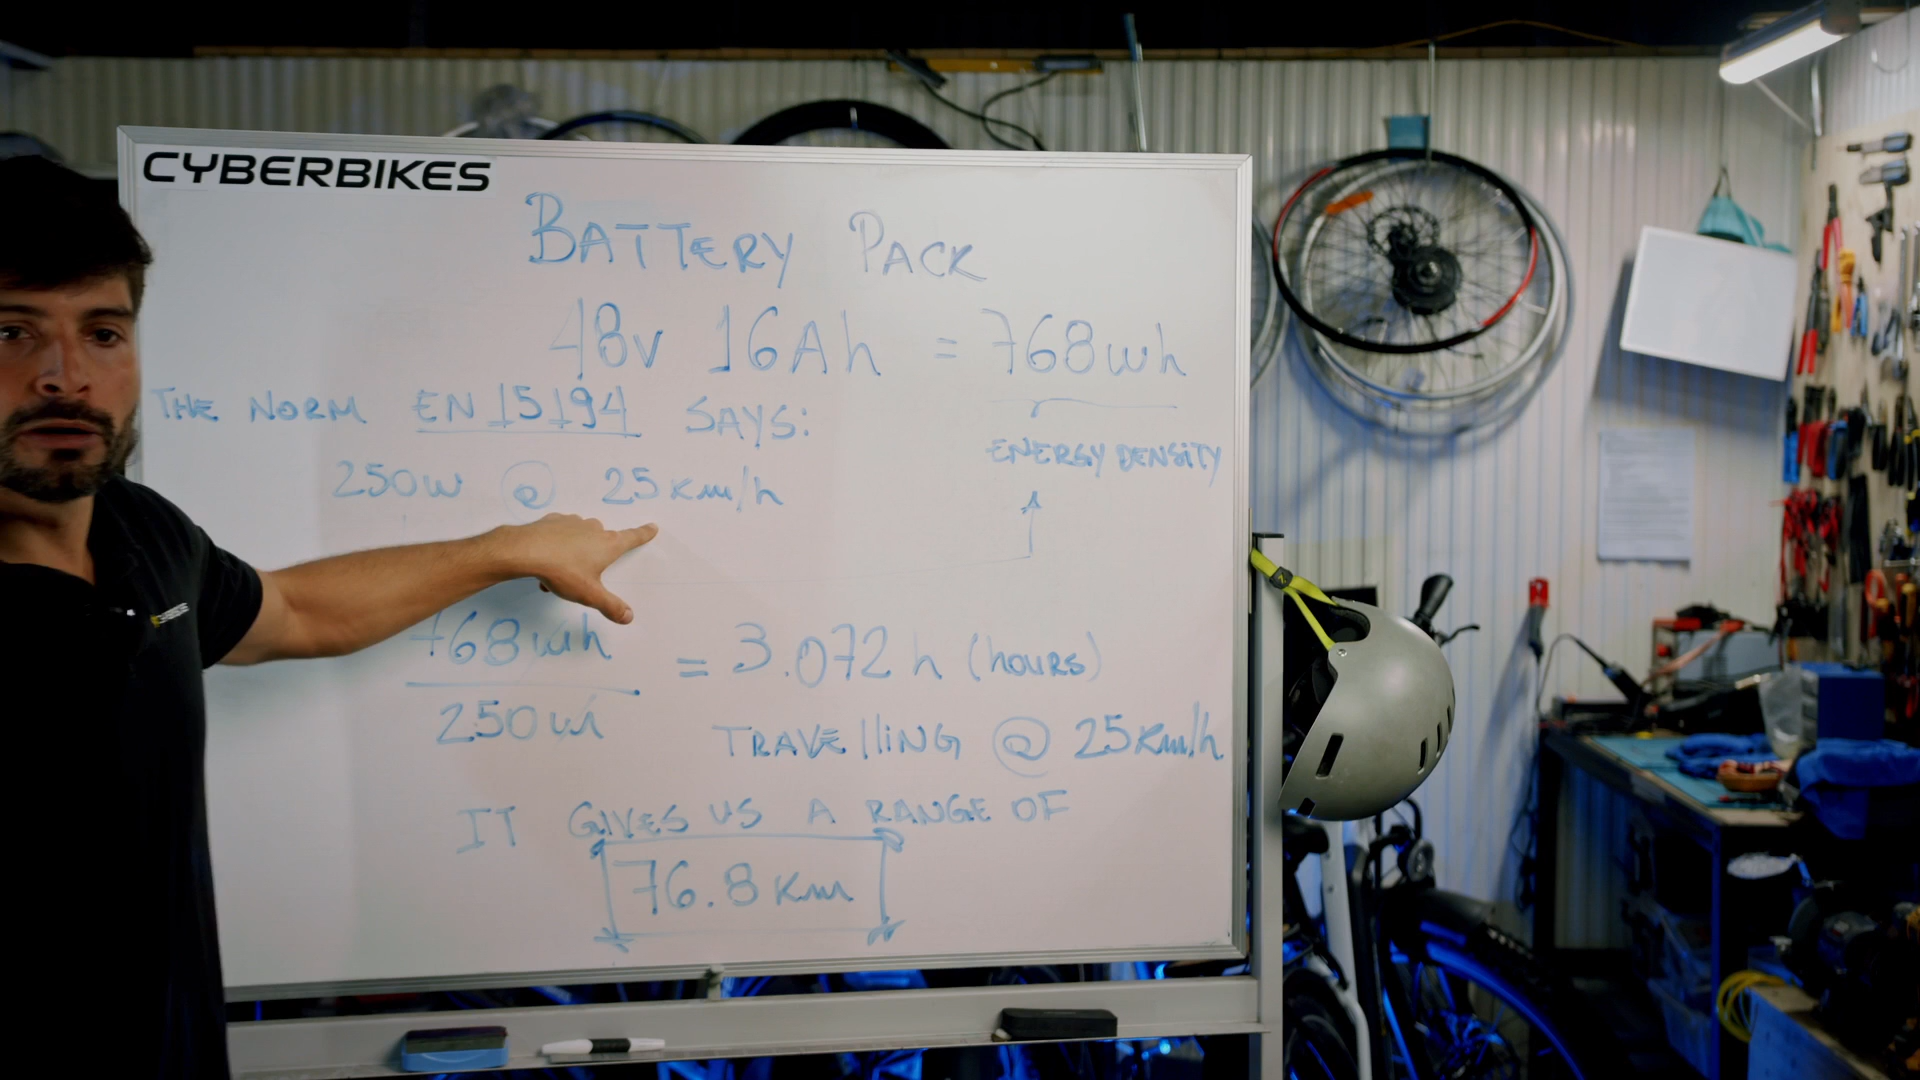 CYBERBIKES
BATTERY PACK
48v 16Ah = 768wh
THE NORM EN 15194 SAYS:
ENERGY DENSITY
250w @ 25Km/h
768wh = 3.072 h (hours)
250w
TRAVELLING @ 25Km/h
IT GIVES US A RANGE OF
76.8 Km